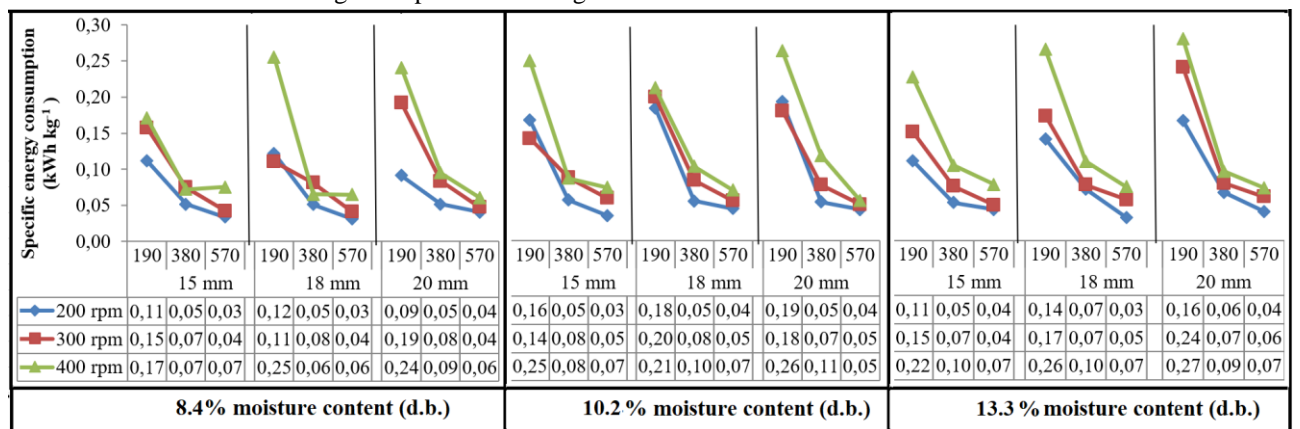 Specific energy consumption
(kWh kg⁻¹)
0,30
0,25
0,20
0,15
0,10
0,05
0,00
190 380 570 190 380 570 190 380 570 190 380 570 190 380 570 190 380 570 190 380 570 190 380 570 190 380 570
15 mm 18 mm 20 mm 15 mm 18 mm 20 mm 15 mm 18 mm 20 mm
200 rpm 0,11 0,05 0,03 0,12 0,05 0,03 0,09 0,05 0,04 0,16 0,05 0,03 0,18 0,05 0,04 0,19 0,05 0,04 0,11 0,05 0,04 0,14 0,07 0,03 0,16 0,06 0,04
300 rpm 0,15 0,07 0,04 0,11 0,08 0,04 0,19 0,08 0,04 0,14 0,08 0,05 0,20 0,08 0,05 0,18 0,07 0,05 0,15 0,07 0,04 0,17 0,07 0,05 0,24 0,07 0,06
400 rpm 0,17 0,07 0,07 0,25 0,06 0,06 0,24 0,09 0,06 0,25 0,08 0,07 0,21 0,10 0,07 0,26 0,11 0,05 0,22 0,10 0,07 0,26 0,10 0,07 0,27 0,09 0,07
8.4% moisture content (d.b.) 10.2 % moisture content (d.b.) 13.3 % moisture content (d.b.)